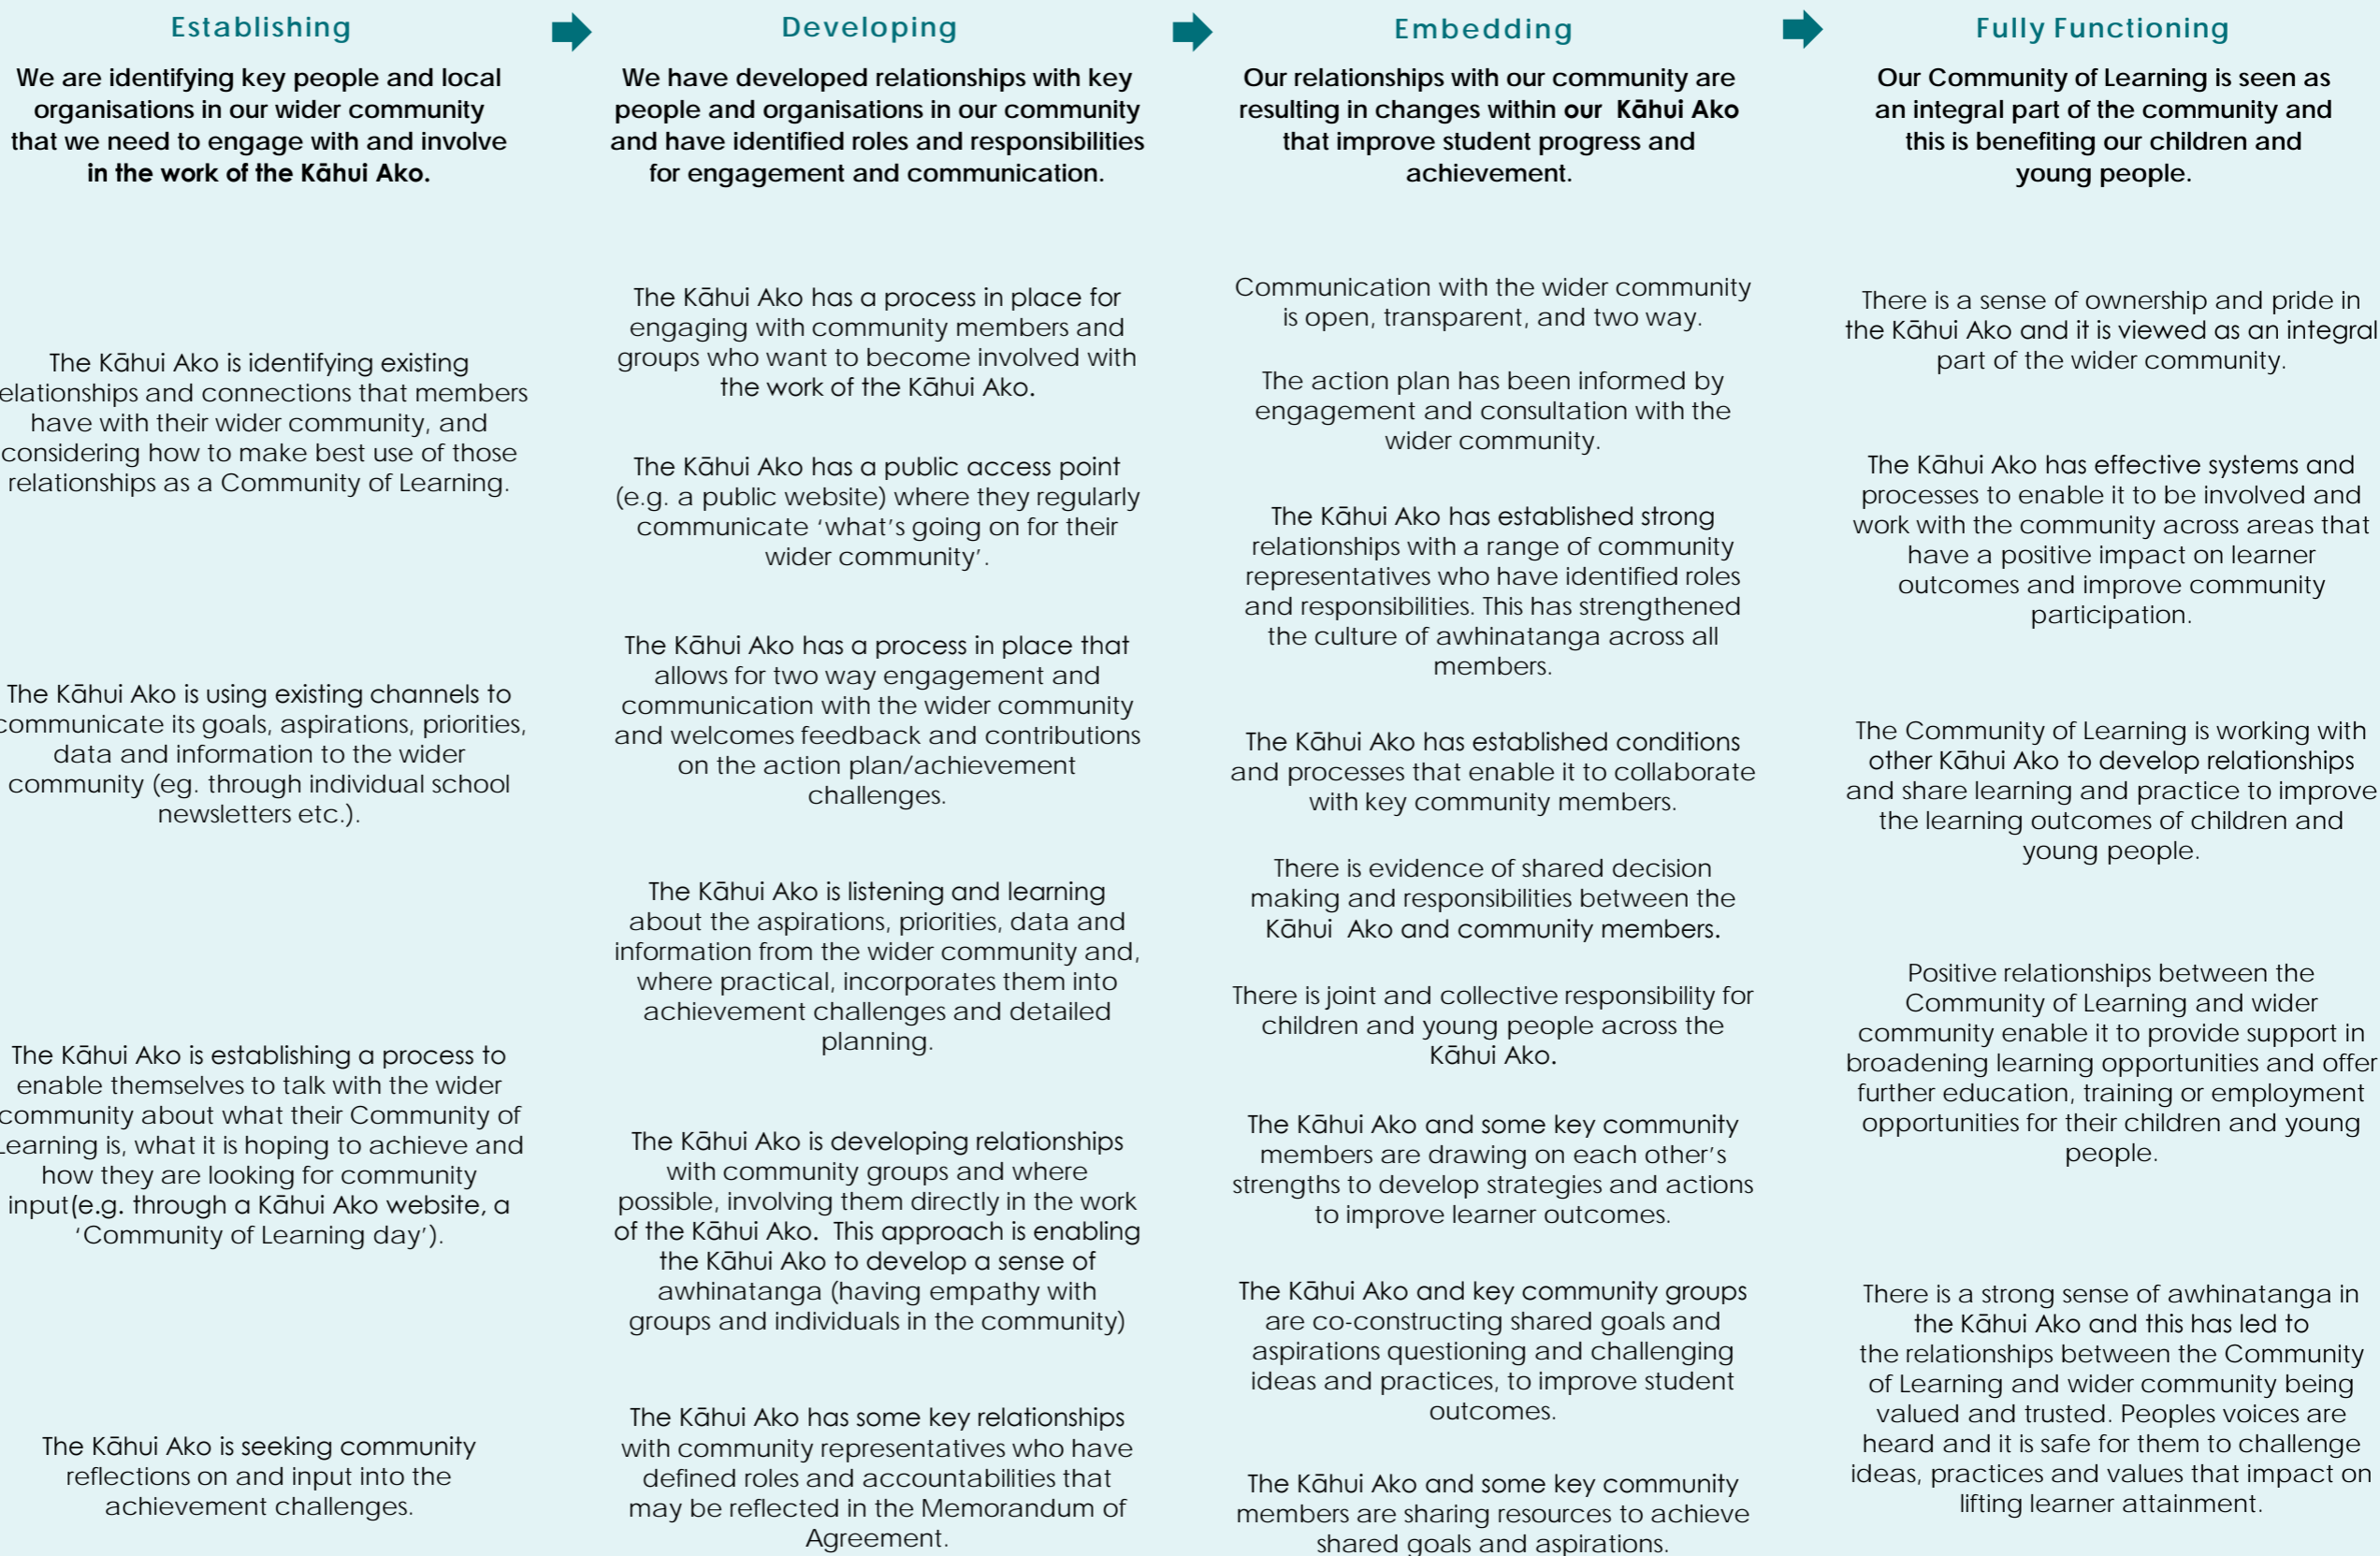 Establishing
We are identifying key people and local
organisations in our wider community
that we need to engage with and involve
in the work of the Kāhui Ako.
The Kāhui Ako is identifying existing
elationships and connections that members
have with their wider community, and
considering how to make best use of those
relationships as a Community of Learning.
The Kāhui Ako is using existing channels to
communicate its goals, aspirations, priorities,
data and information to the wider
community (eg. through individual school
newsletters etc.).
The Kāhui Ako is establishing a process to
enable themselves to talk with the wider
community about what their Community of
Learning is, what it is hoping to achieve and
how they are looking for community
input(e.g. through a Kāhui Ako website, a
‘Community of Learning day’).
The Kāhui Ako is seeking community
reflections on and input into the
achievement challenges.
Developing
We have developed relationships with key
people and organisations in our community
and have identified roles and responsibilities
for engagement and communication.
The Kāhui Ako has a process in place for
engaging with community members and
groups who want to become involved with
the work of the Kāhui Ako.
The Kāhui Ako has a public access point
(e.g. a public website) where they regularly
communicate ‘what’s going on for their
wider community’.
The Kāhui Ako has a process in place that
allows for two way engagement and
communication with the wider community
and welcomes feedback and contributions
on the action plan/achievement
challenges.
The Kāhui Ako is listening and learning
about the aspirations, priorities, data and
information from the wider community and,
where practical, incorporates them into
achievement challenges and detailed
planning.
The Kāhui Ako is developing relationships
with community groups and where
possible, involving them directly in the work
of the Kāhui Ako. This approach is enabling
the Kāhui Ako to develop a sense of
awhinatanga (having empathy with
groups and individuals in the community)
The Kāhui Ako has some key relationships
with community representatives who have
defined roles and accountabilities that
may be reflected in the Memorandum of
Agreement.
Embedding
Our relationships with our community are
resulting in changes within our Kāhui Ako
that improve student progress and
achievement.
Communication with the wider community
is open, transparent, and two way.
The action plan has been informed by
engagement and consultation with the
wider community.
The Kāhui Ako has established strong
relationships with a range of community
representatives who have identified roles
and responsibilities. This has strengthened
the culture of awhinatanga across all
members.
The Kāhui Ako has established conditions
and processes that enable it to collaborate
with key community members.
There is evidence of shared decision
making and responsibilities between the
Kāhui Ako and community members.
There is joint and collective responsibility for
children and young people across the
Kāhui Ako.
The Kāhui Ako and some key community
members are drawing on each other’s
strengths to develop strategies and actions
to improve learner outcomes.
The Kāhui Ako and key community groups
are co-constructing shared goals and
aspirations questioning and challenging
ideas and practices, to improve student
outcomes.
The Kāhui Ako and some key community
members are sharing resources to achieve
shared goals and aspirations.
Fully Functioning
Our Community of Learning is seen as
an integral part of the community and
this is benefiting our children and
young people.
There is a sense of ownership and pride in
the Kāhui Ako and it is viewed as an integral
part of the wider community.
The Kāhui Ako has effective systems and
processes to enable it to be involved and
work with the community across areas that
have a positive impact on learner
outcomes and improve community
participation.
The Community of Learning is working with
other Kāhui Ako to develop relationships
and share learning and practice to improve
the learning outcomes of children and
young people.
Positive relationships between the
Community of Learning and wider
community enable it to provide support in
broadening learning opportunities and offer
further education, training or employment
opportunities for their children and young
people.
There is a strong sense of awhinatanga in
the Kāhui Ako and this has led to
the relationships between the Community
of Learning and wider community being
valued and trusted. Peoples voices are
heard and it is safe for them to challenge
ideas, practices and values that impact on
lifting learner attainment.